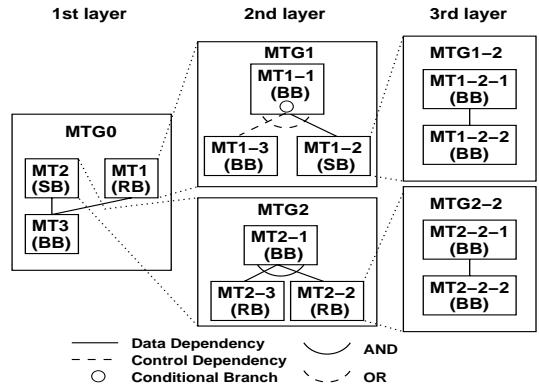 1st layer
2nd layer
3rd layer
MTG0
MT2
(SB)
MT1
(RB)
MT3
(BB)
MTG1
MT1–1
(BB)
MT1–3
(BB)
MT1–2
(SB)
MTG2
MT2–1
(BB)
MT2–3
(RB)
MT2–2
(RB)
MTG1–2
MT1–2–1
(BB)
MT1–2–2
(BB)
MTG2–2
MT2–2–1
(BB)
MT2–2–2
(BB)
Data Dependency
Control Dependency
Conditional Branch
AND
OR